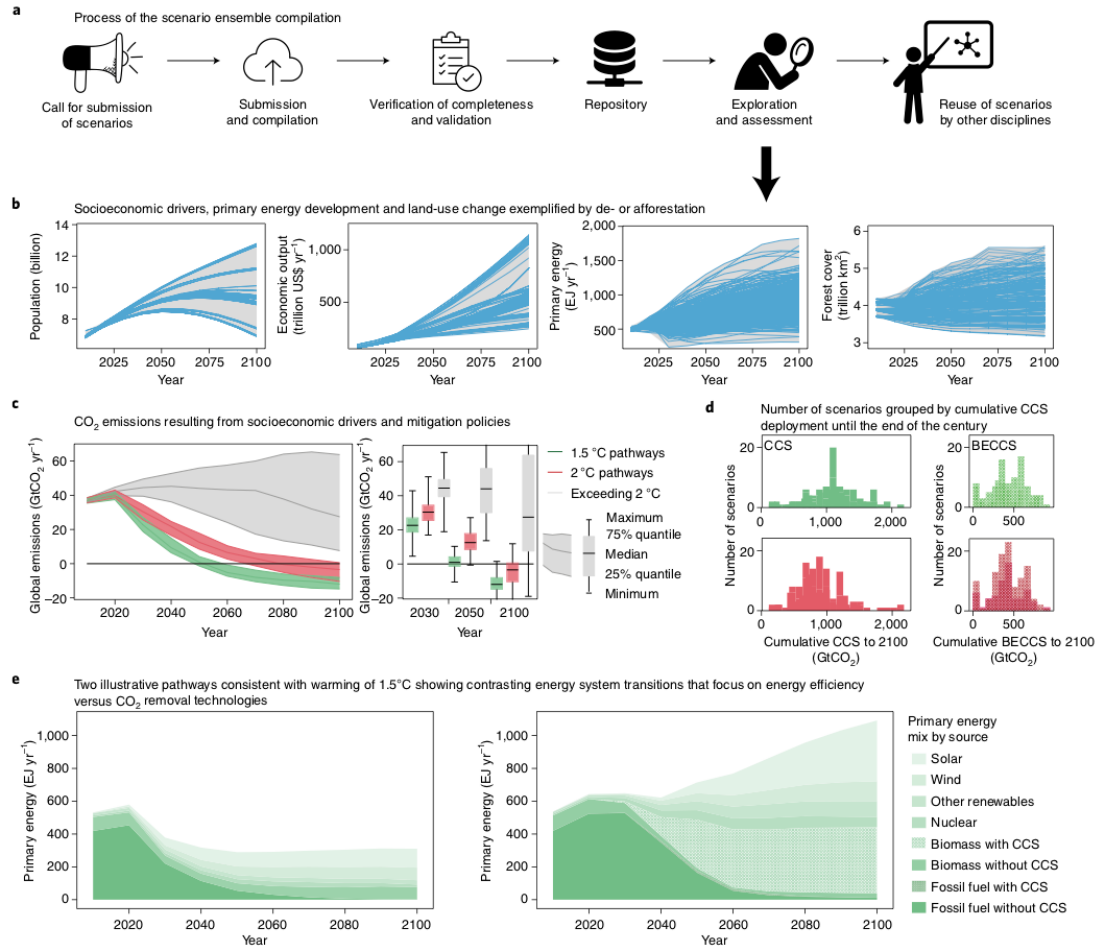 a
Process of the scenario ensemble compilation
Call for submission
of scenarios
Submission
and compilation
Verification of completeness
and validation
Repository
Exploration
and assessment
Reuse of scenarios
by other disciplines
b
Socioeconomic drivers, primary energy development and land-use change exemplified by de- or afforestation
Population (billion)
14
12
10
8
2025
2050
2075
2100
Year
Economic output
(trillion US$ yr⁻¹)
1,000
500
2025
2050
2075
2100
Year
Primary energy
(EJ yr⁻¹)
2,000
1,500
1,000
500
2025
2050
2075
2100
Year
Forest cover
(trillion km²)
6
5
4
3
2025
2050
2075
2100
Year
c
CO₂ emissions resulting from socioeconomic drivers and mitigation policies
Global emissions (GtCO₂ yr⁻¹)
60
40
20
0
−20
2020
2040
2060
2080
2100
Year
Global emissions (GtCO₂ yr⁻¹)
60
40
20
0
−20
2030
2050
2100
Year
1.5 °C pathways
2 °C pathways
Exceeding 2 °C
Maximum
75% quantile
Median
25% quantile
Minimum
d
Number of scenarios grouped by cumulative CCS
deployment until the end of the century
Number of scenarios
CCS
20
0
0
1,000
2,000
Number of scenarios
BECCS
20
0
0
500
Number of scenarios
20
0
0
1,000
2,000
Cumulative CCS to 2100
(GtCO₂)
Number of scenarios
20
0
0
500
Cumulative BECCS to 2100
(GtCO₂)
e
Two illustrative pathways consistent with warming of 1.5°C showing contrasting energy system transitions that focus on energy efficiency
versus CO₂ removal technologies
Primary energy (EJ yr⁻¹)
1,000
800
600
400
200
0
2020
2040
2060
2080
2100
Year
Primary energy (EJ yr⁻¹)
1,000
800
600
400
200
0
2020
2040
2060
2080
2100
Year
Primary energy
mix by source
Solar
Wind
Other renewables
Nuclear
Biomass with CCS
Biomass without CCS
Fossil fuel with CCS
Fossil fuel without CCS